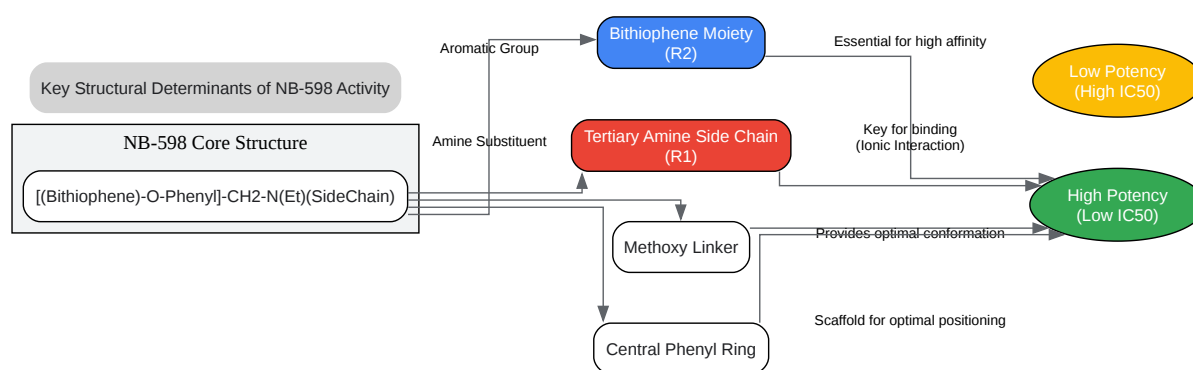 Key Structural Determinants of NB-598 Activity
NB-598 Core Structure
[(Bithiophene)-O-Phenyl]-CH2-N(Et)(SideChain)
Aromatic Group
Amine Substituent
Bithiophene Moiety
(R2)
Tertiary Amine Side Chain
(R1)
Methoxy Linker
Central Phenyl Ring
Essential for high affinity
Key for binding
(Ionic Interaction)
Provides optimal conformation
Scaffold for optimal positioning
Low Potency
(High IC50)
High Potency
(Low IC50)